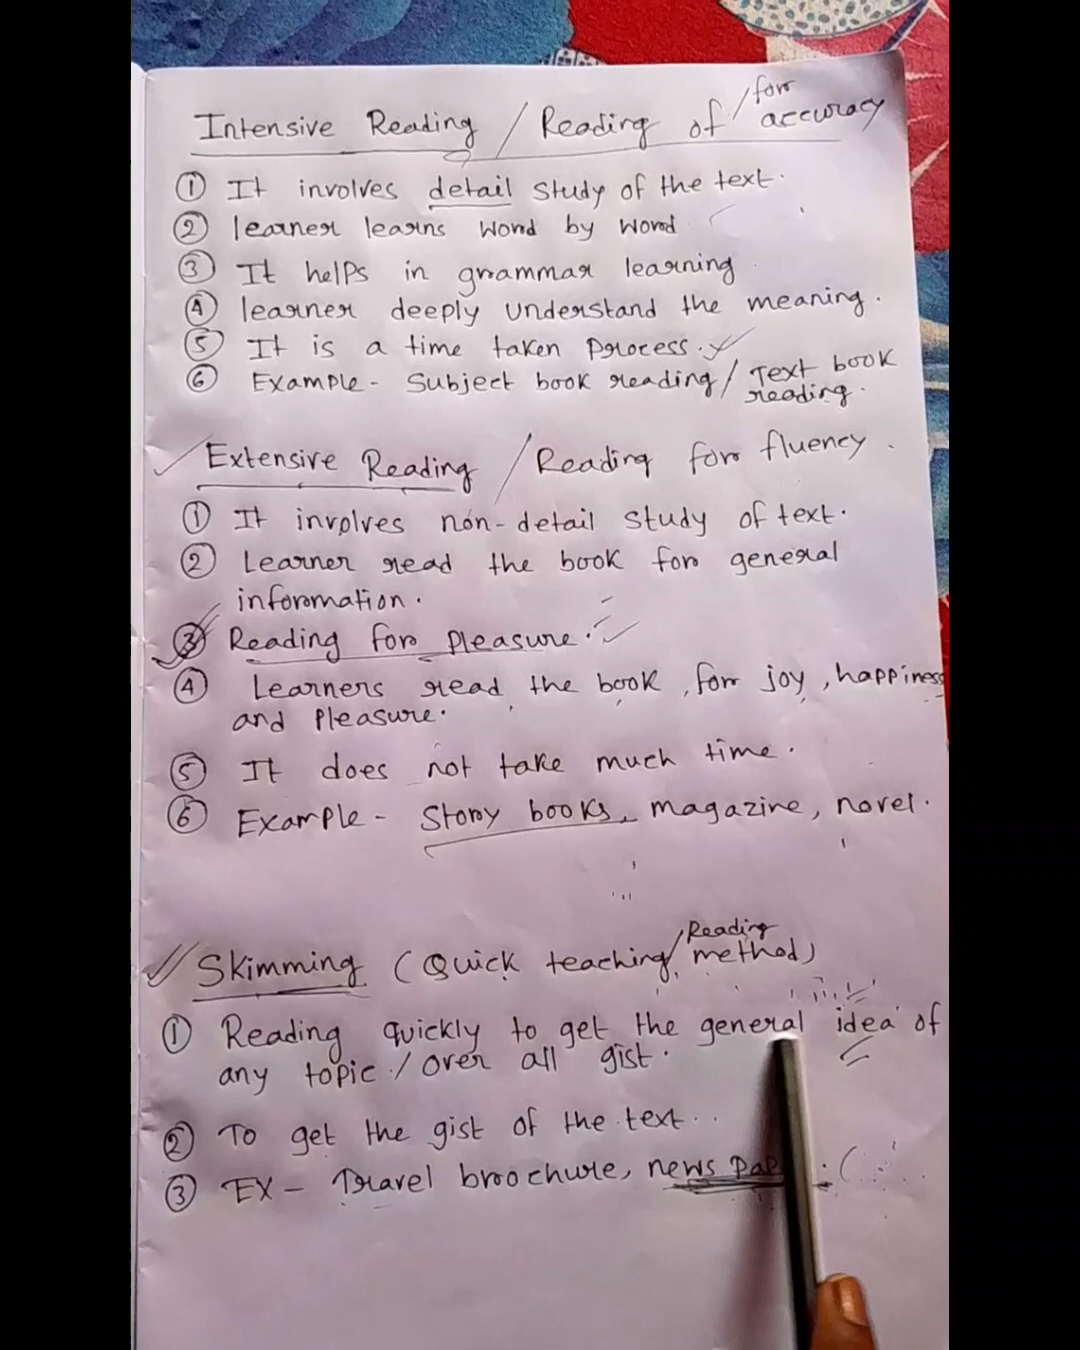 Intensive Reading / Reading of / for accuracy
① It involves detail study of the text.
② learner learns word by word
③ It helps in grammar learning
④ learner deeply understand the meaning.
⑤ It is a time taken process.
⑥ Example - Subject book reading / Text book
reading.
Extensive Reading / Reading for fluency.
① It involves non-detail study of text.
② Learner read the book for general
information.
③ Reading for pleasure.
④ Learners read the book, for joy, happiness
and pleasure.
⑤ It does not take much time.
⑥ Example - Story books, magazine, novel.
Skimming (Quick teaching / Reading method)
① Reading quickly to get the general idea of
any topic / over all gist.
② To get the gist of the text..
③ EX - Travel brochure, news